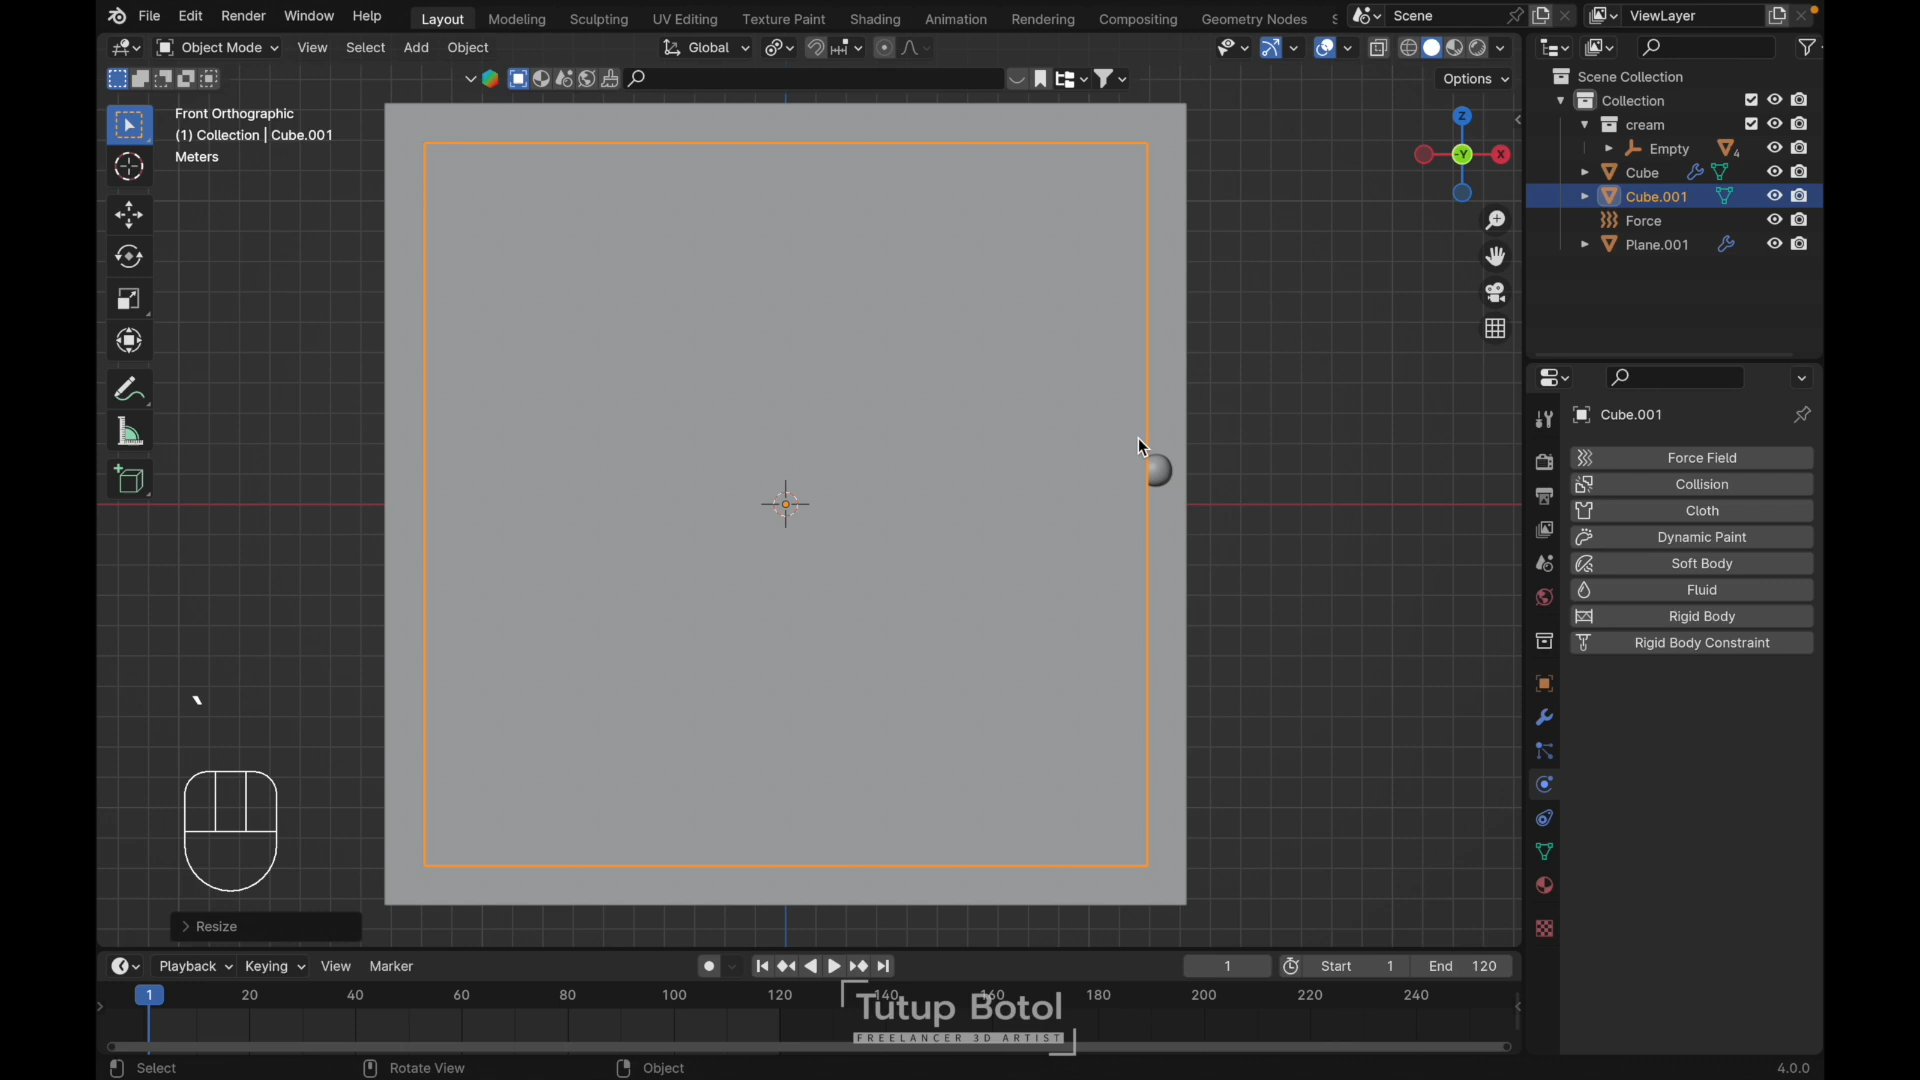 File Edit Render Window Help Layout Modeling Sculpting UV Editing Texture Paint Shading Animation Rendering Compositing Geometry Nodes Scene ViewLayer
Object Mode View Select Add Object Global
Options
Front Orthographic
(1) Collection | Cube.001
Meters
Z
-Y
X
Scene Collection
Collection
cream
Empty 4
Cube
Cube.001
Force
Plane.001
Cube.001
Force Field
Collision
Cloth
Dynamic Paint
Soft Body
Fluid
Rigid Body
Rigid Body Constraint
`
Resize
Playback Keying View Marker 1 Start 1 End 120
1 20 40 60 80 100 120 140 160 180 200 220 240
Tutup Botol
FREELANCER 3D ARTIST
Select Rotate View Object 4.0.0